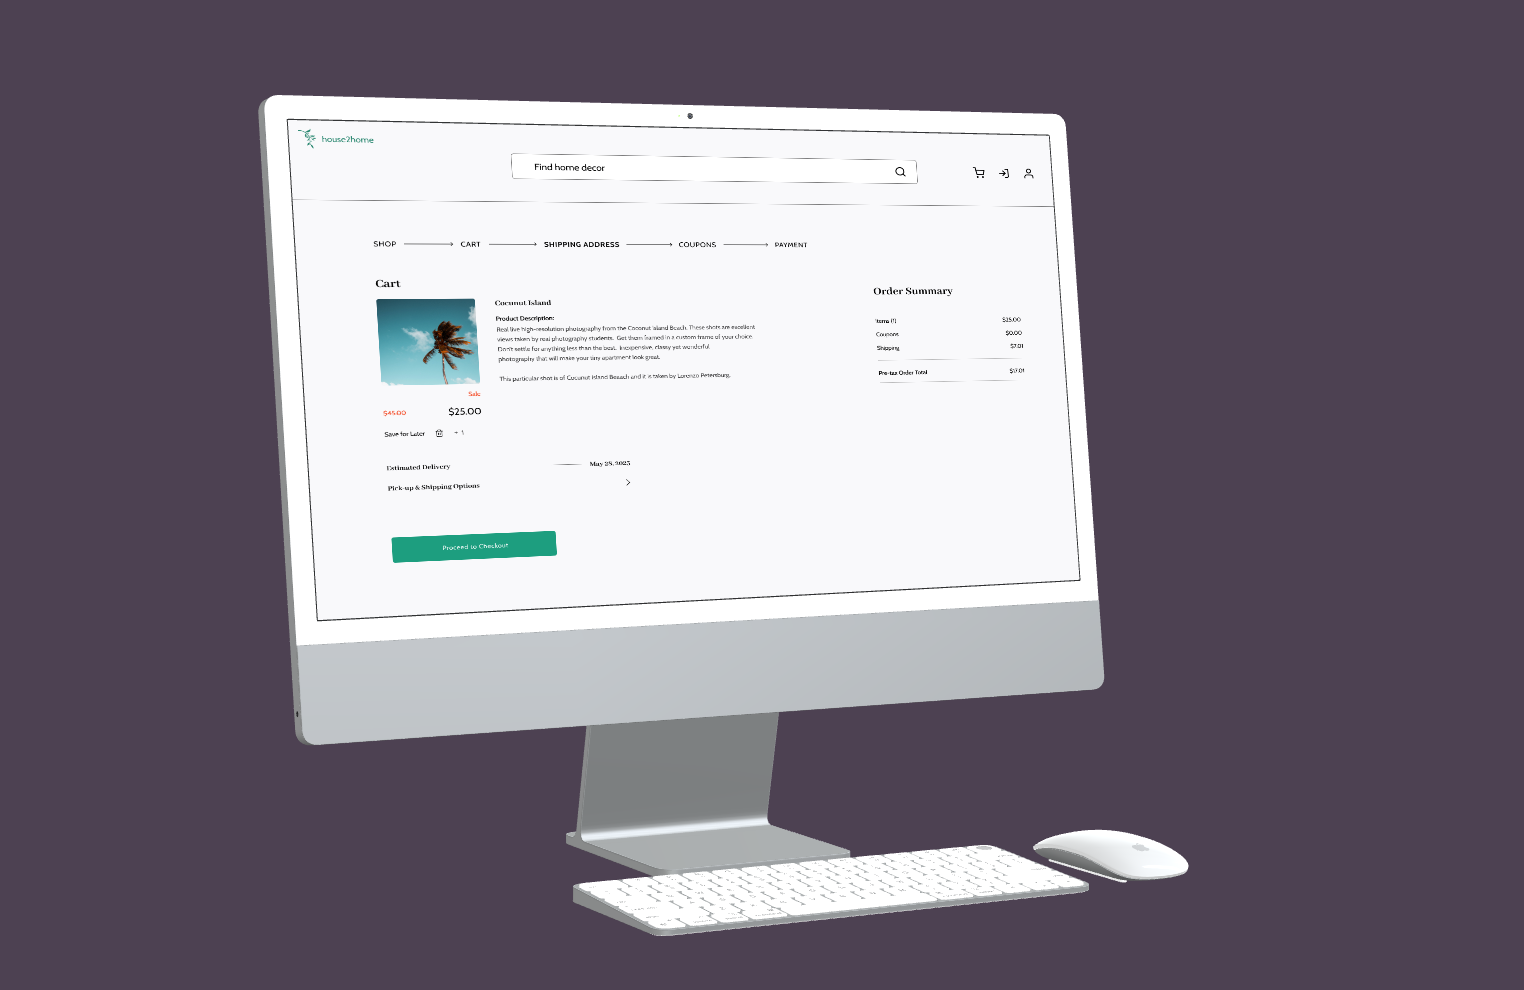 house2home
Find home decor
SHOP CART SHIPPING ADDRESS COUPONS PAYMENT
Cart
Coconut Island
Product Description:
Real live high-resolution photography from the Coconut Island Beach. These shots are excellent
views taken by real photography students. Get them framed in a custom frame of your choice.
Don't settle for anything less than the best. Inexpensive, classy yet wonderful
photography that will make your tiny apartment look great.
This particular shot is of Coconut Island Beach and it is taken by Lorenzo Petersburg.
Sale
$45.00 $25.00
Save for Later + 1
Estimated Delivery May 28, 2023
Pick-up & Shipping Options
Proceed to Checkout
Order Summary
Items (1) $25.00
Coupons $0.00
Shipping $7.01
Pre-tax Order Total $17.01